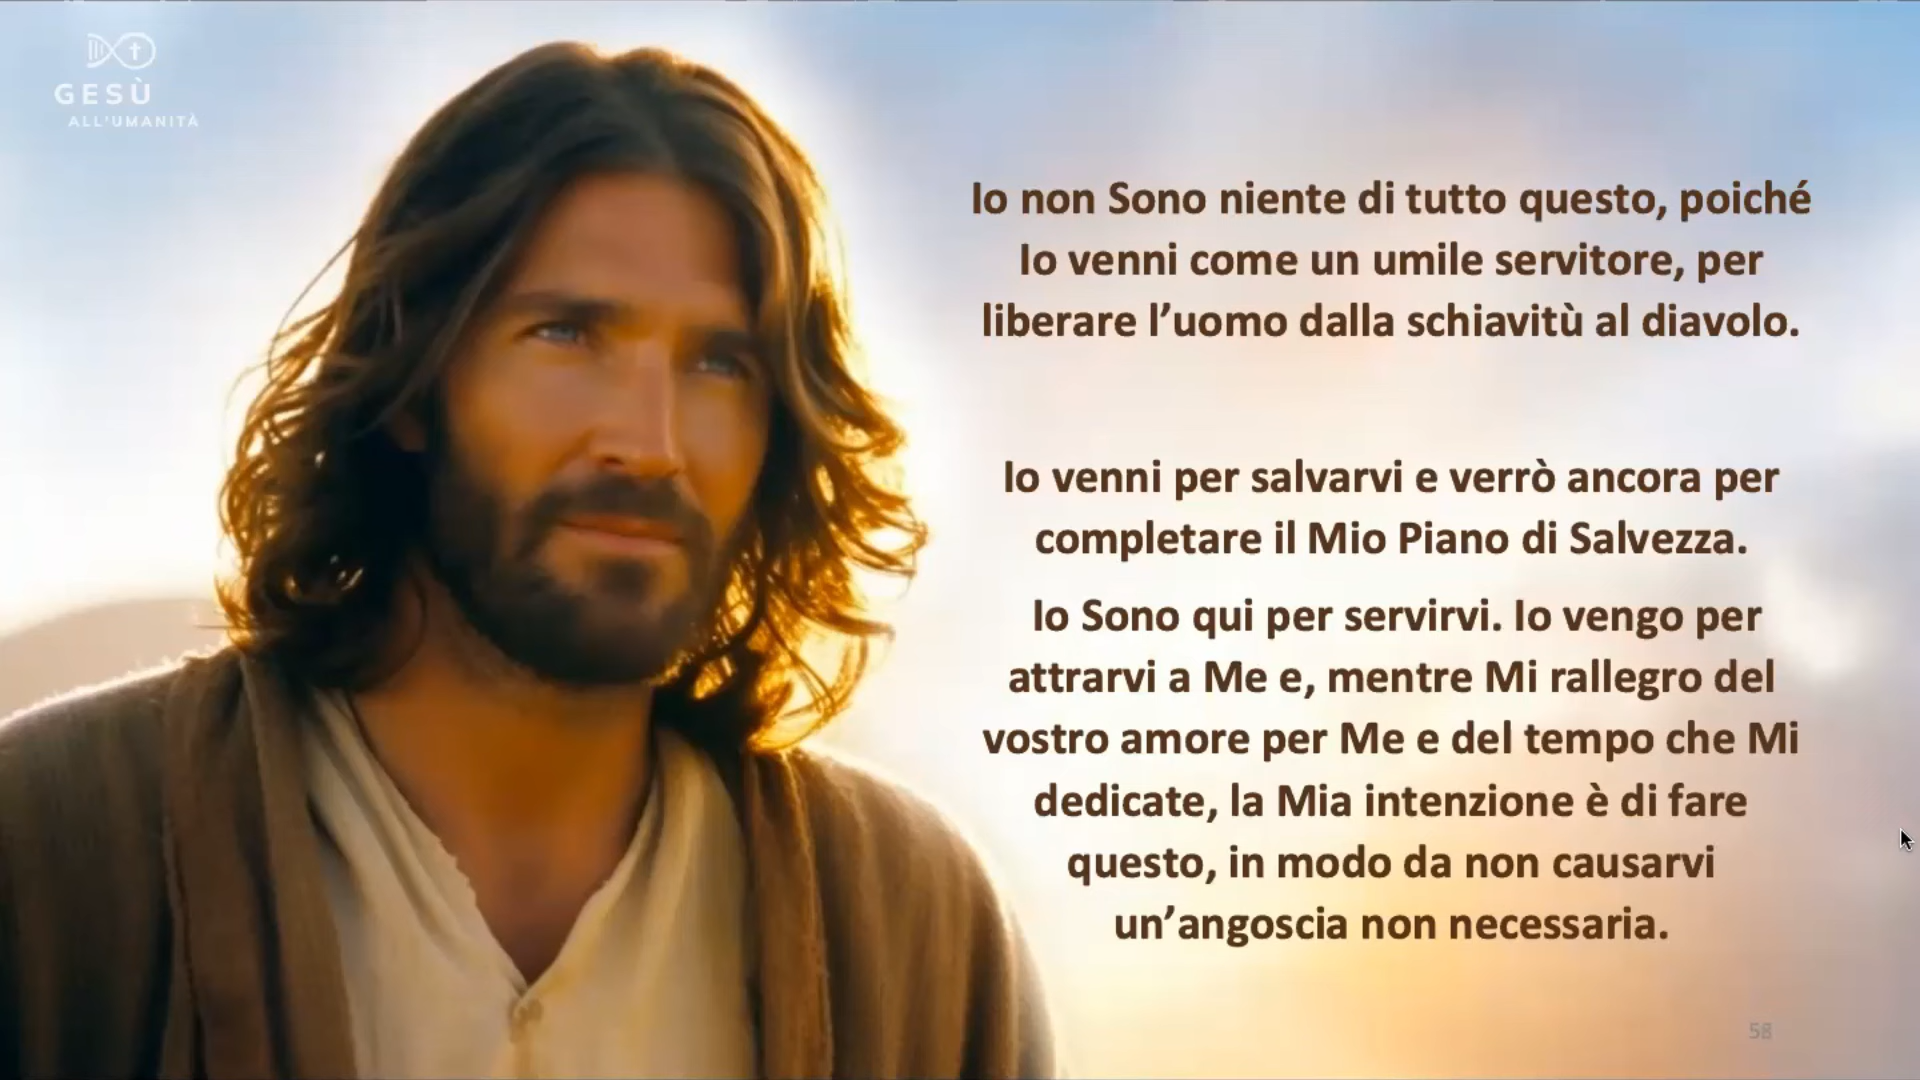 GESÙ
ALL'UMANITÀ
Io non Sono niente di tutto questo, poiché
Io venni come un umile servitore, per
liberare l’uomo dalla schiavitù al diavolo.
Io venni per salvarvi e verrò ancora per
completare il Mio Piano di Salvezza.
Io Sono qui per servirvi. Io vengo per
attrarvi a Me e, mentre Mi rallegro del
vostro amore per Me e del tempo che Mi
dedicate, la Mia intenzione è di fare
questo, in modo da non causarvi
un’angoscia non necessaria.
58